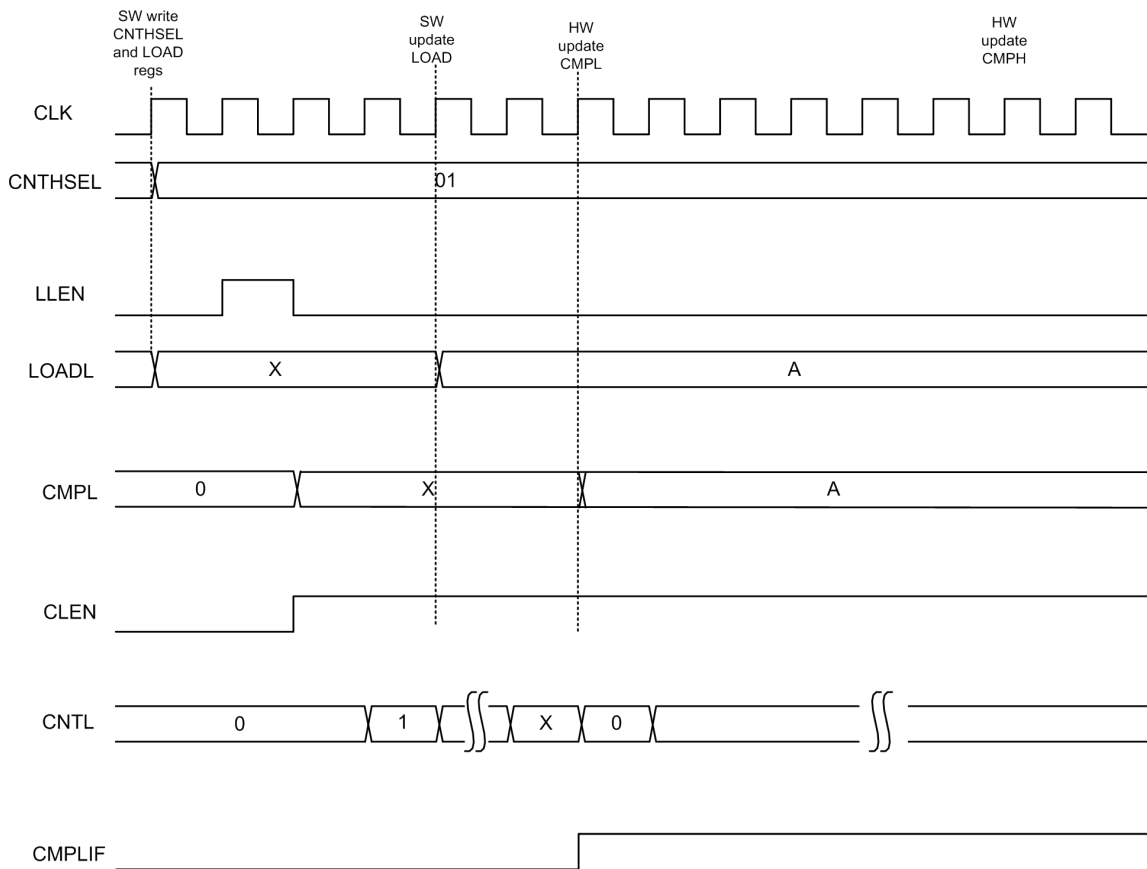 SW write
CNTHSEL
and LOAD
regs
SW
update
LOAD
HW
update
CMPL
HW
update
CMPH
CLK
CNTHSEL
01
LLEN
LOADL
X
A
CMPL
0
X
A
CLEN
CNTL
0
1
X
0
CMPLIF